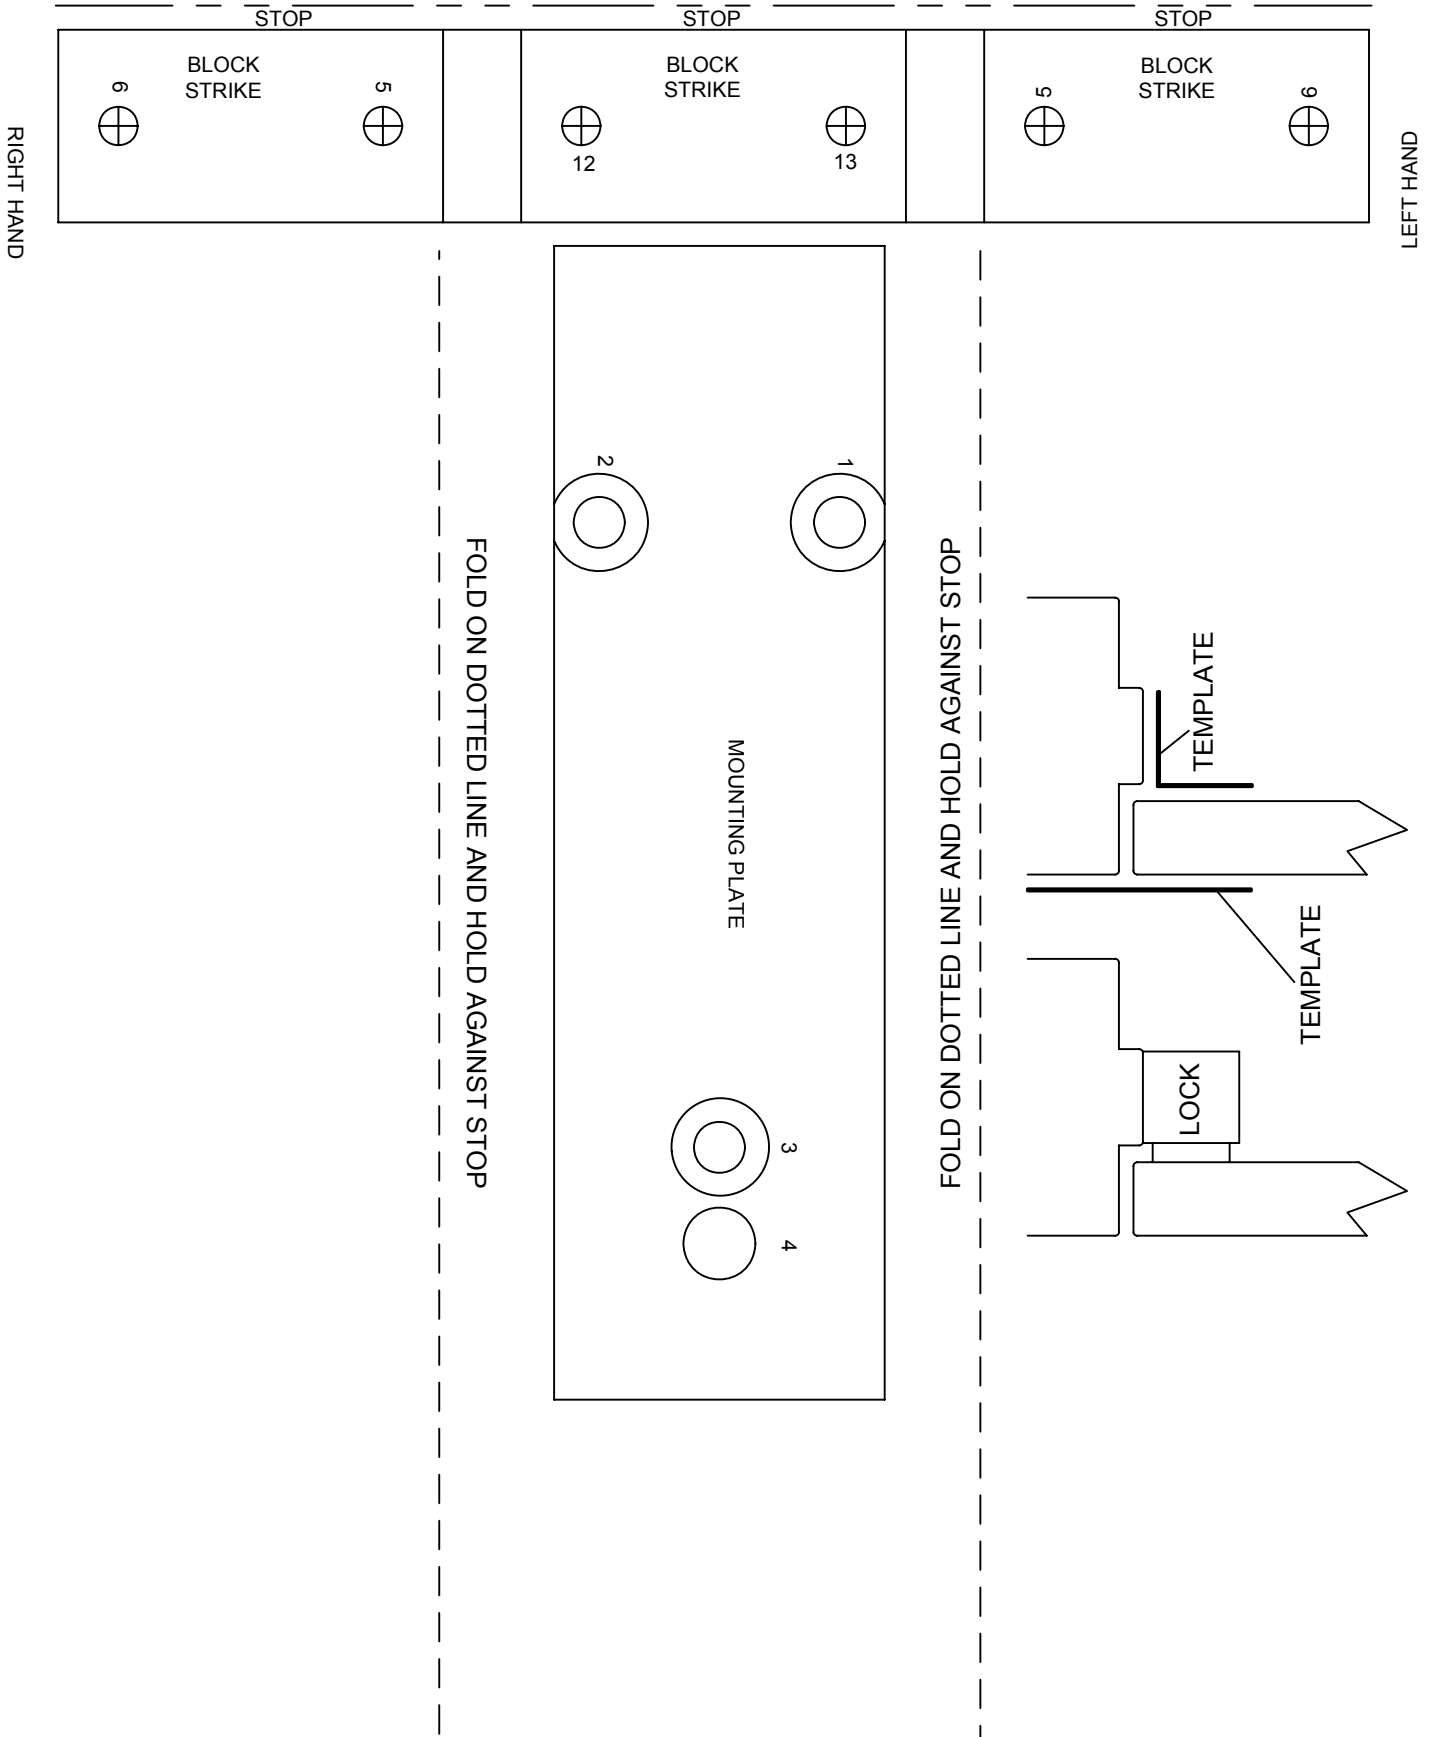 STOP
STOP
STOP
BLOCK
STRIKE
BLOCK
STRIKE
BLOCK
STRIKE
6
5
5
6
12
13
RIGHT HAND
LEFT HAND
2
1
FOLD ON DOTTED LINE AND HOLD AGAINST STOP
MOUNTING PLATE
FOLD ON DOTTED LINE AND HOLD AGAINST STOP
TEMPLATE
TEMPLATE
LOCK
3
4